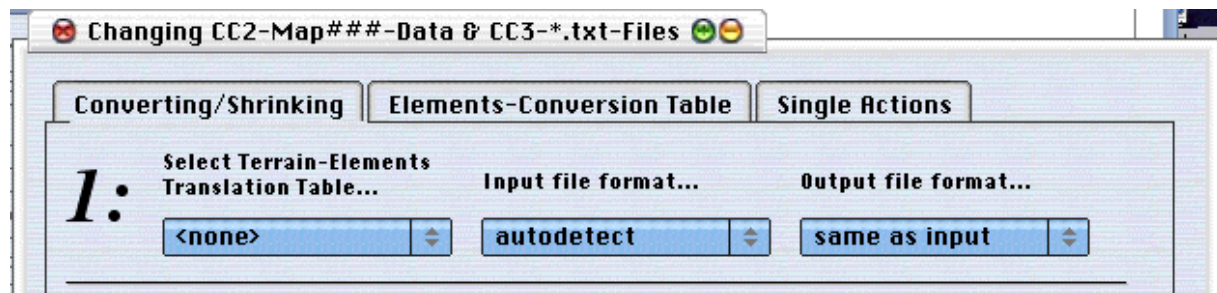 Changing CC2-Map###-Data & CC3-*.txt-Files
Converting/Shrinking
Elements-Conversion Table
Single Actions
1:
Select Terrain-Elements
Translation Table...
Input file format...
Output file format...
<none>
autodetect
same as input